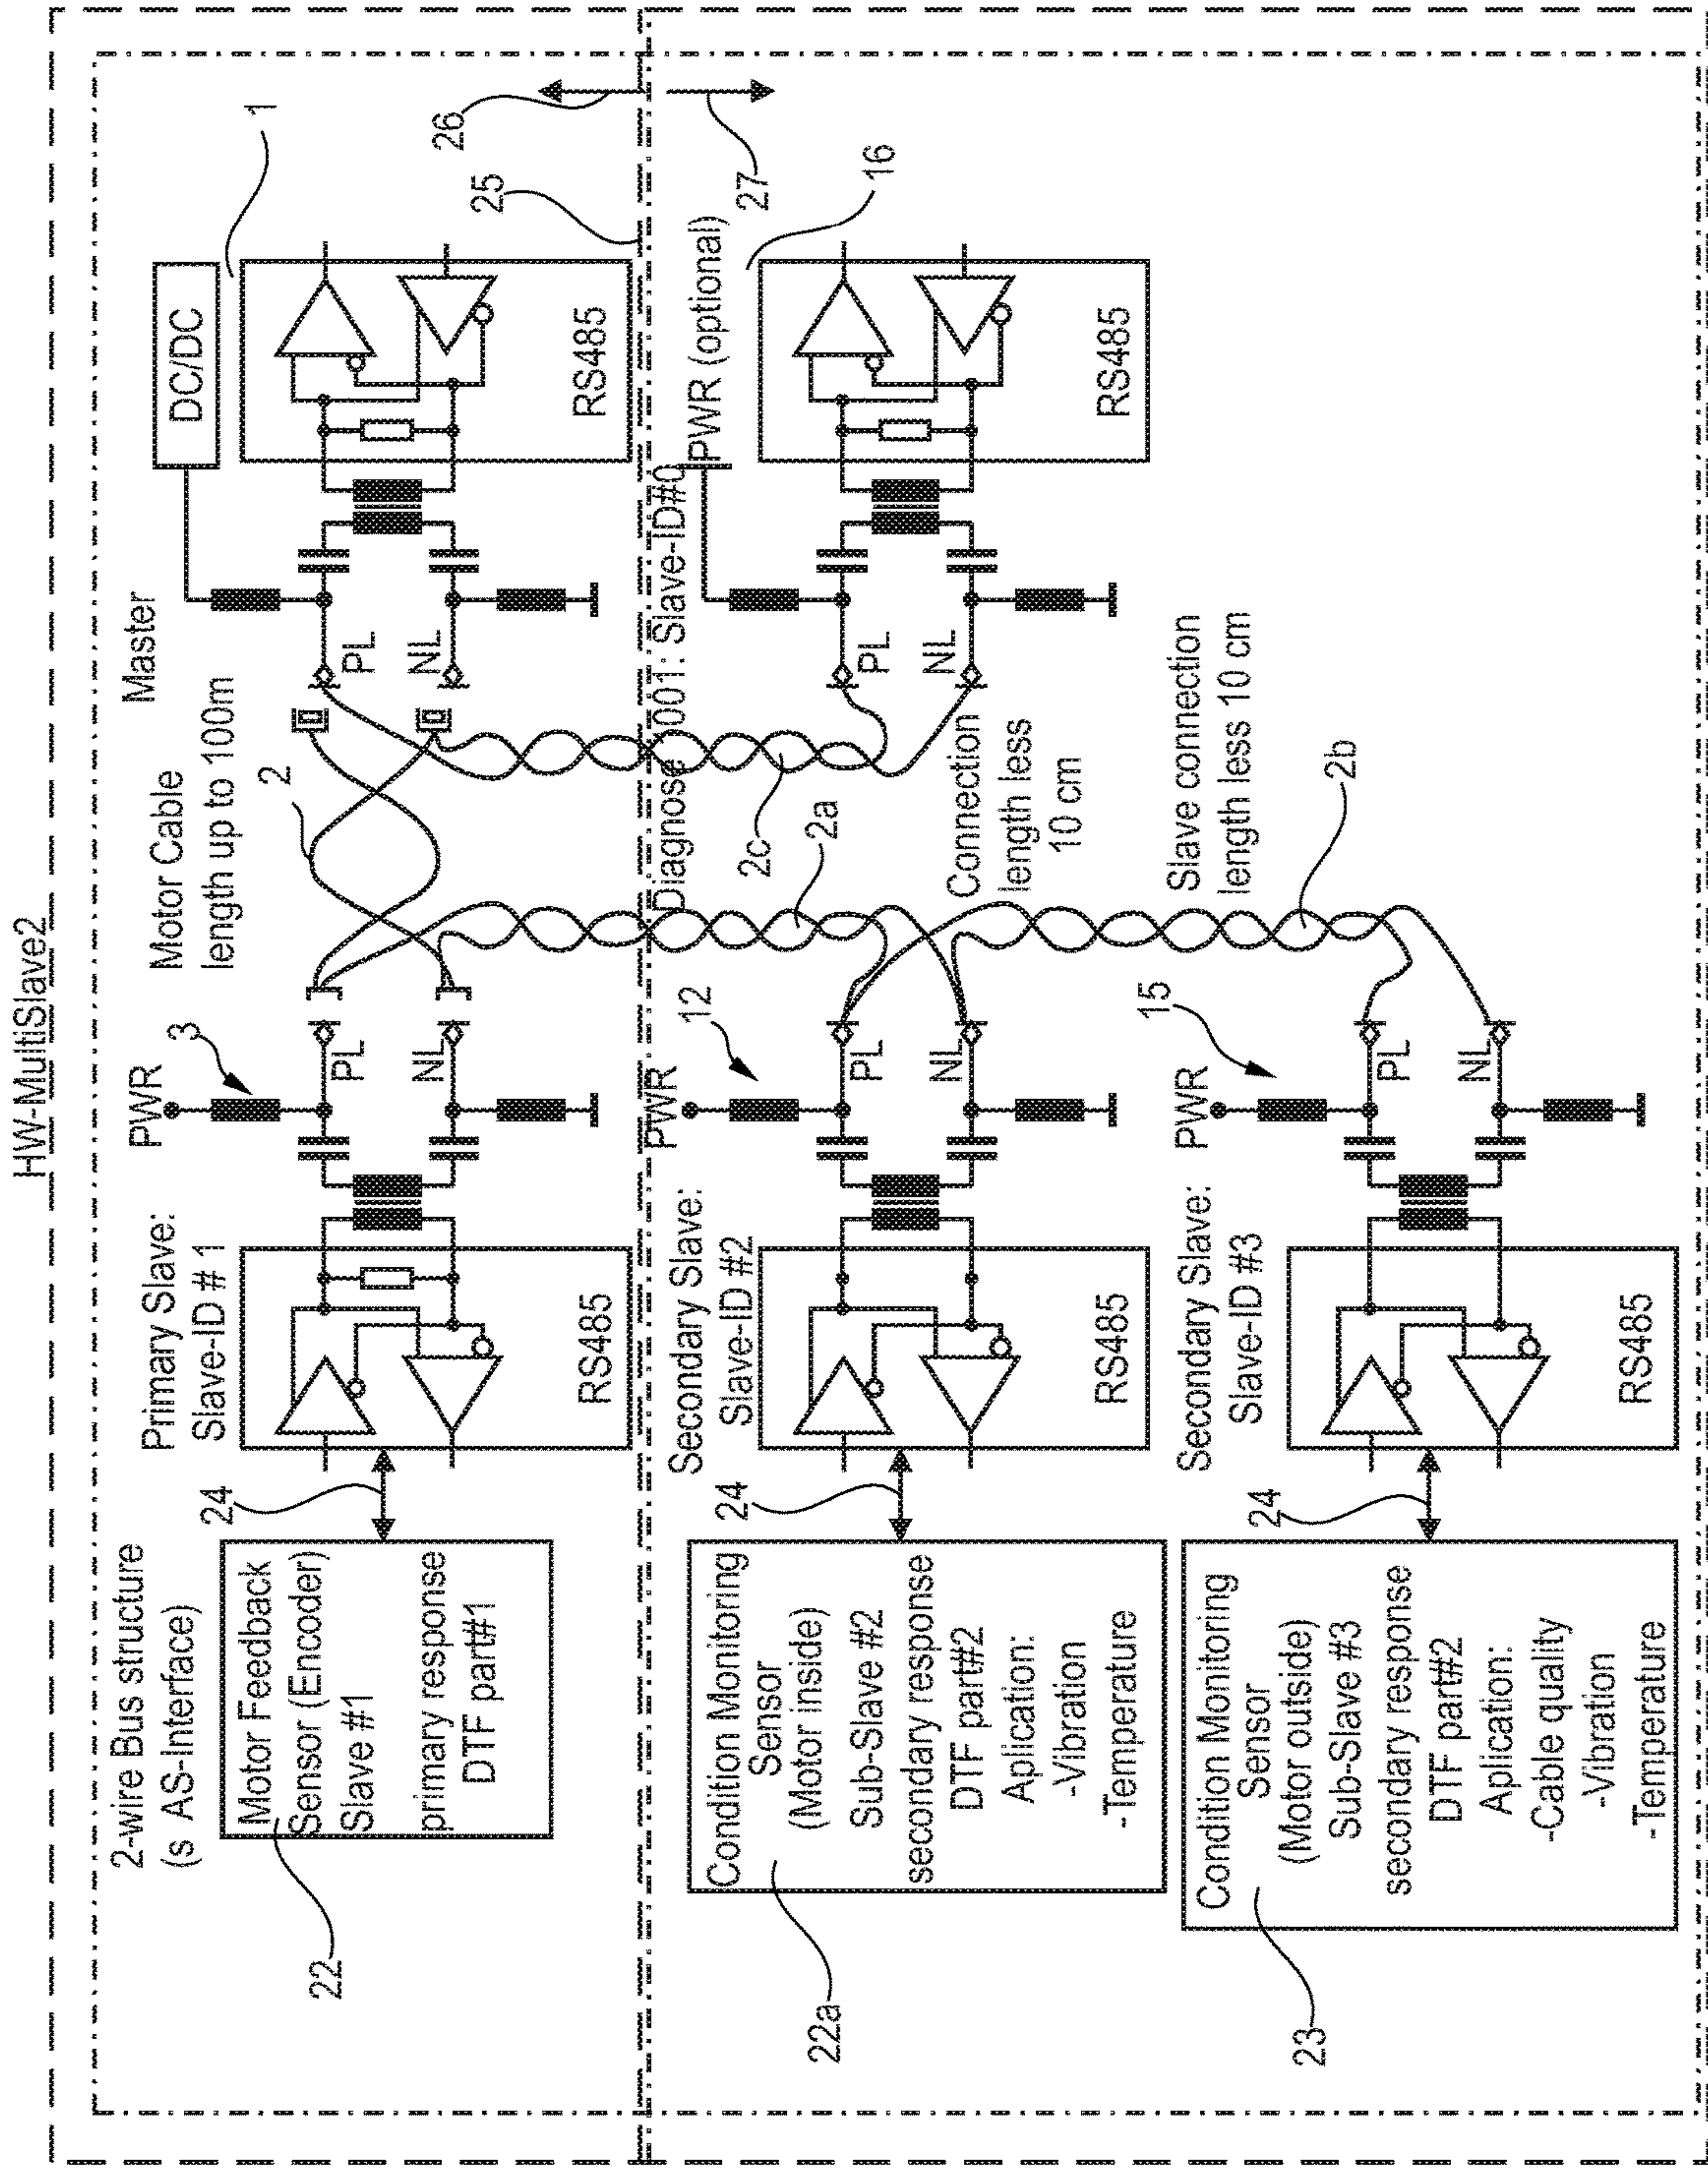 HW-MultiSlave2
2-wire Bus structure
(s AS-Interface)
Motor Feedback
Sensor (Encoder)
Slave #1
primary response
DTF part#1
22
24
Primary Slave:
Slave-ID # 1
RS485
PWR
3
PL
NL
Motor Cable
length up to 100m
2
Master
PL
NL
DC/DC
1
RS485
25
26
27
Condition Monitoring
Sensor
(Motor inside)
Sub-Slave #2
secondary response
DTF part#2
Aplication:
-Vibration
-Temperature
22a
24
Secondary Slave:
Slave-ID #2
RS485
PWR
12
PL
NL
Diagnose 001: Slave-ID#0
2c
2a
Connection
length less
10 cm
PL
NL
PWR (optional)
16
RS485
Condition Monitoring
Sensor
(Motor outside)
Sub-Slave #3
secondary response
DTF part#2
Aplication:
-Cable quality
-Vibration
-Temperature
23
24
Secondary Slave:
Slave-ID #3
RS485
PWR
15
PL
NL
Slave connection
length less 10 cm
2b